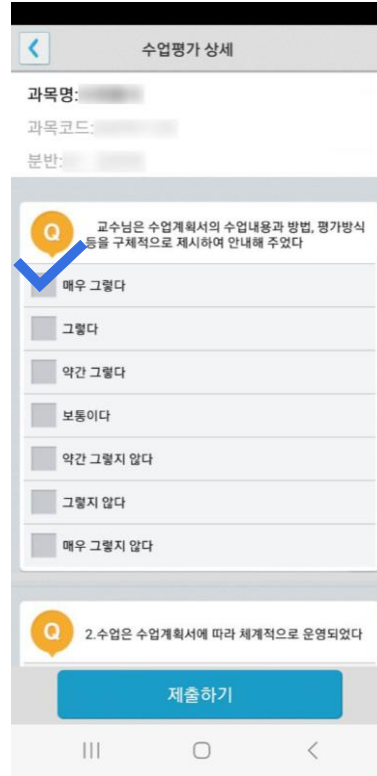 수업평가 상세
과목명:
과목코드:
분반:
Q
교수님은 수업계획서의 수업내용과 방법, 평가방식
등을 구체적으로 제시하여 안내해 주었다
매우 그렇다
그렇다
약간 그렇다
보통이다
약간 그렇지 않다
그렇지 않다
매우 그렇지 않다
Q
2.수업은 수업계획서에 따라 체계적으로 운영되었다
제출하기